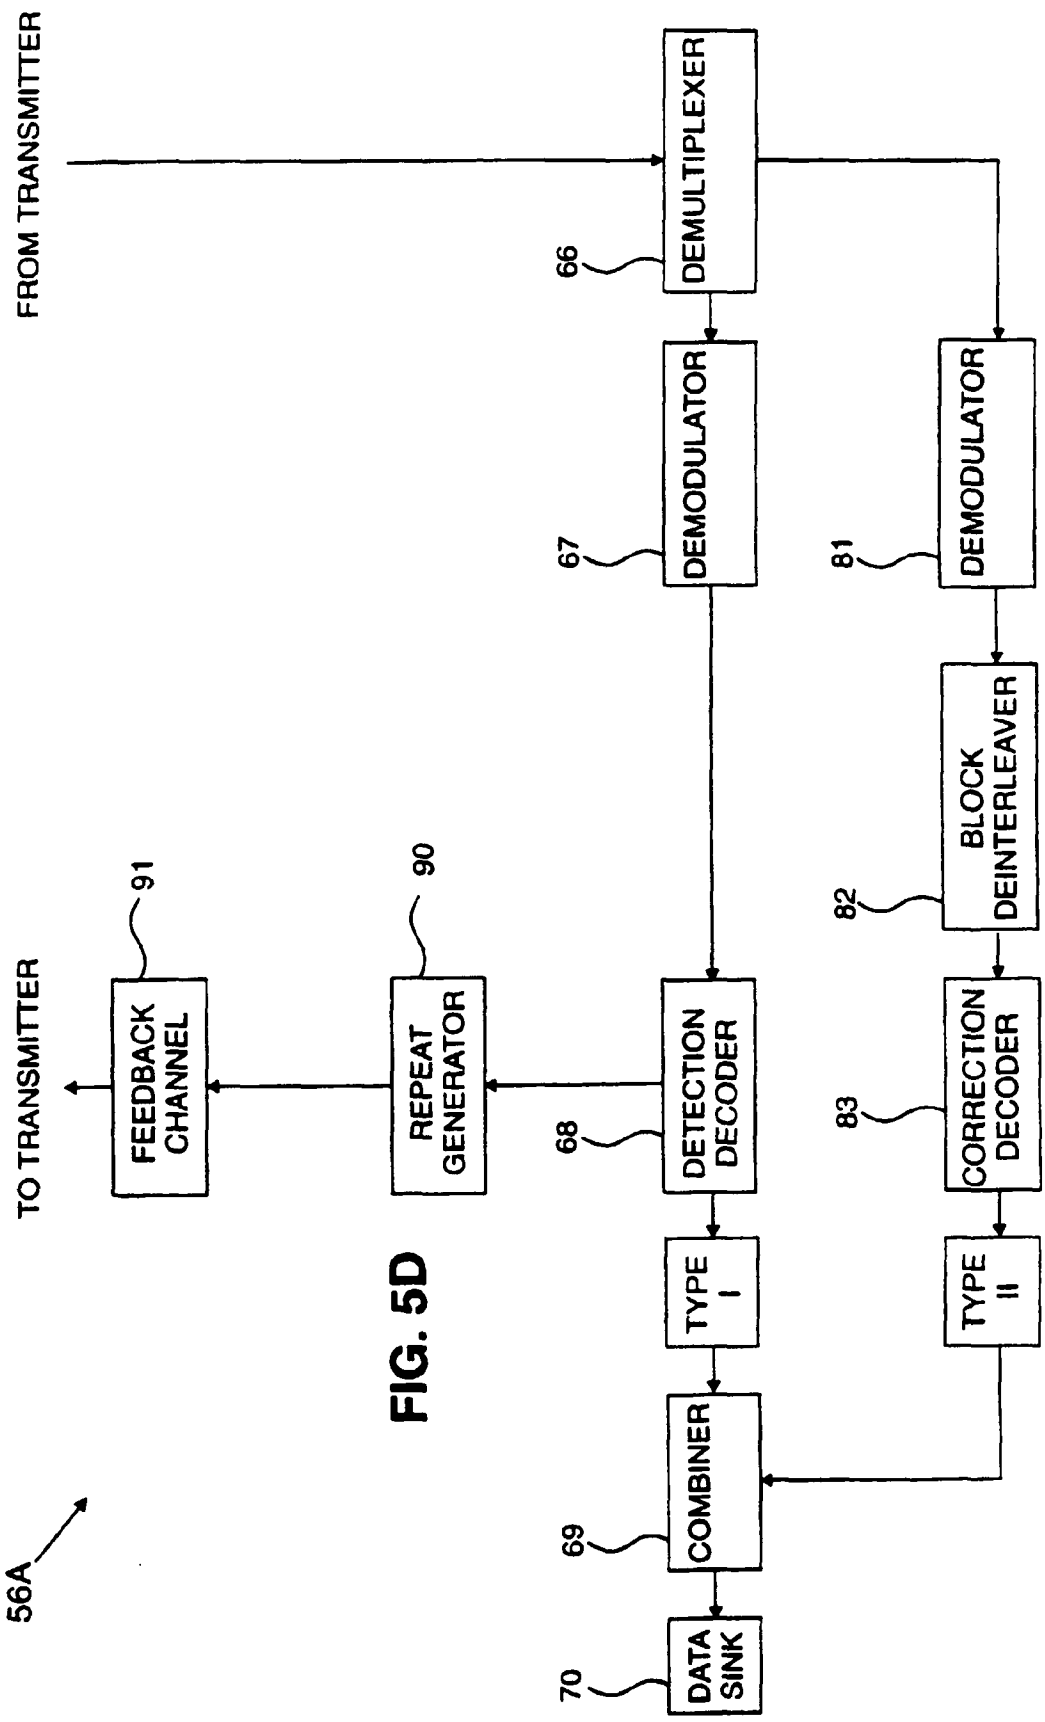 56A
TO TRANSMITTER
FROM TRANSMITTER
FEEDBACK
CHANNEL
91
FIG. 5D
REPEAT
GENERATOR
90
70
69
68
67
66
DATA
SINK
COMBINER
TYPE
I
DETECTION
DECODER
DEMODULATOR
DEMULTIPLEXER
83
82
81
TYPE
II
CORRECTION
DECODER
BLOCK
DEINTERLEAVER
DEMODULATOR